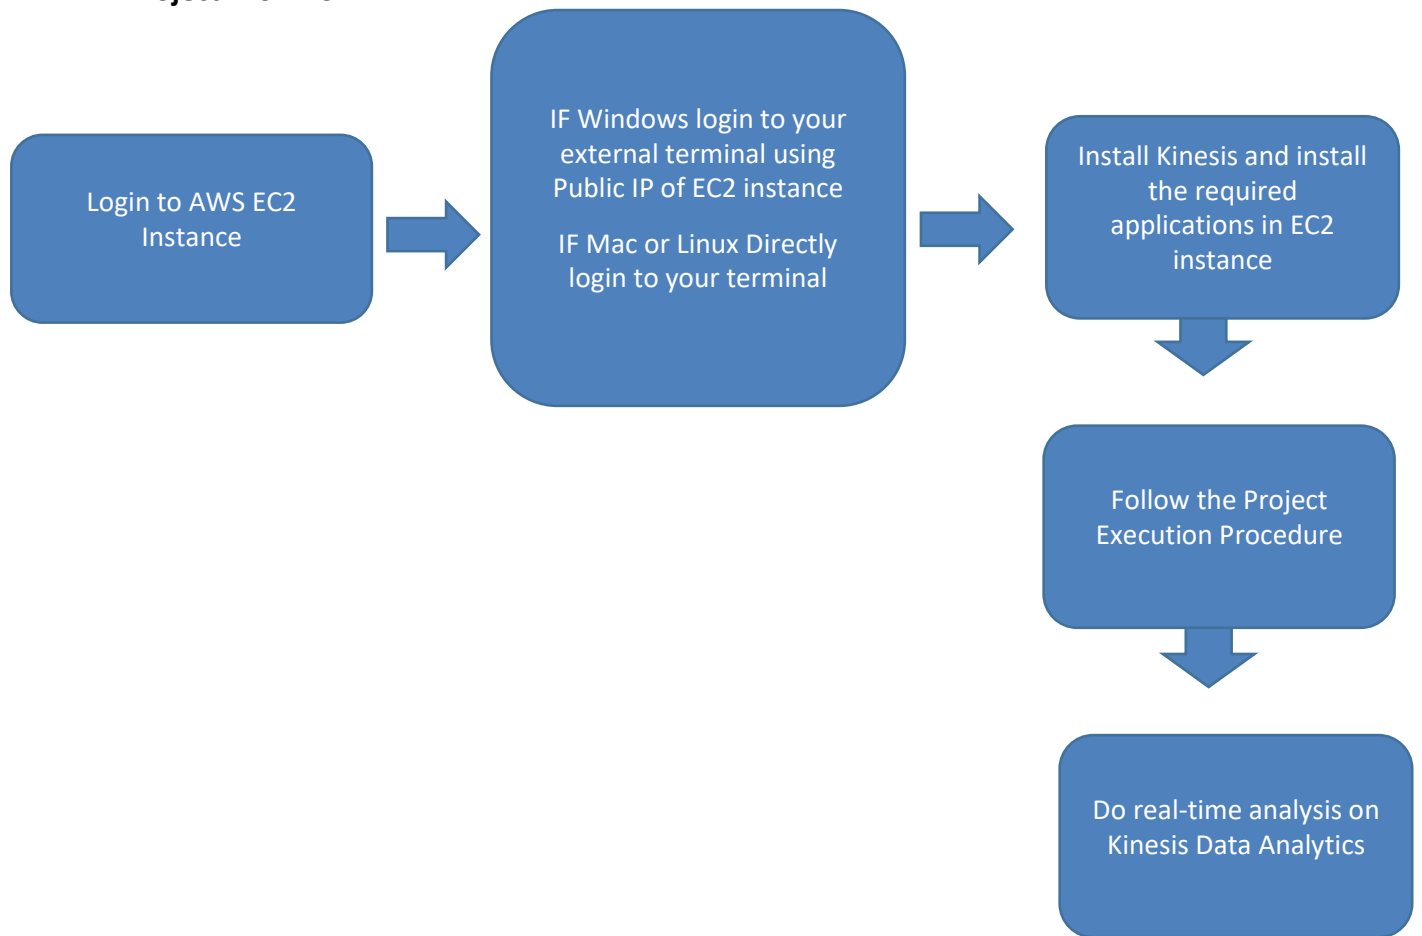 Login to AWS EC2
Instance
IF Windows login to your
external terminal using
Public IP of EC2 instance
IF Mac or Linux Directly
login to your terminal
Install Kinesis and install
the required
applications in EC2
instance
Follow the Project
Execution Procedure
Do real-time analysis on
Kinesis Data Analytics